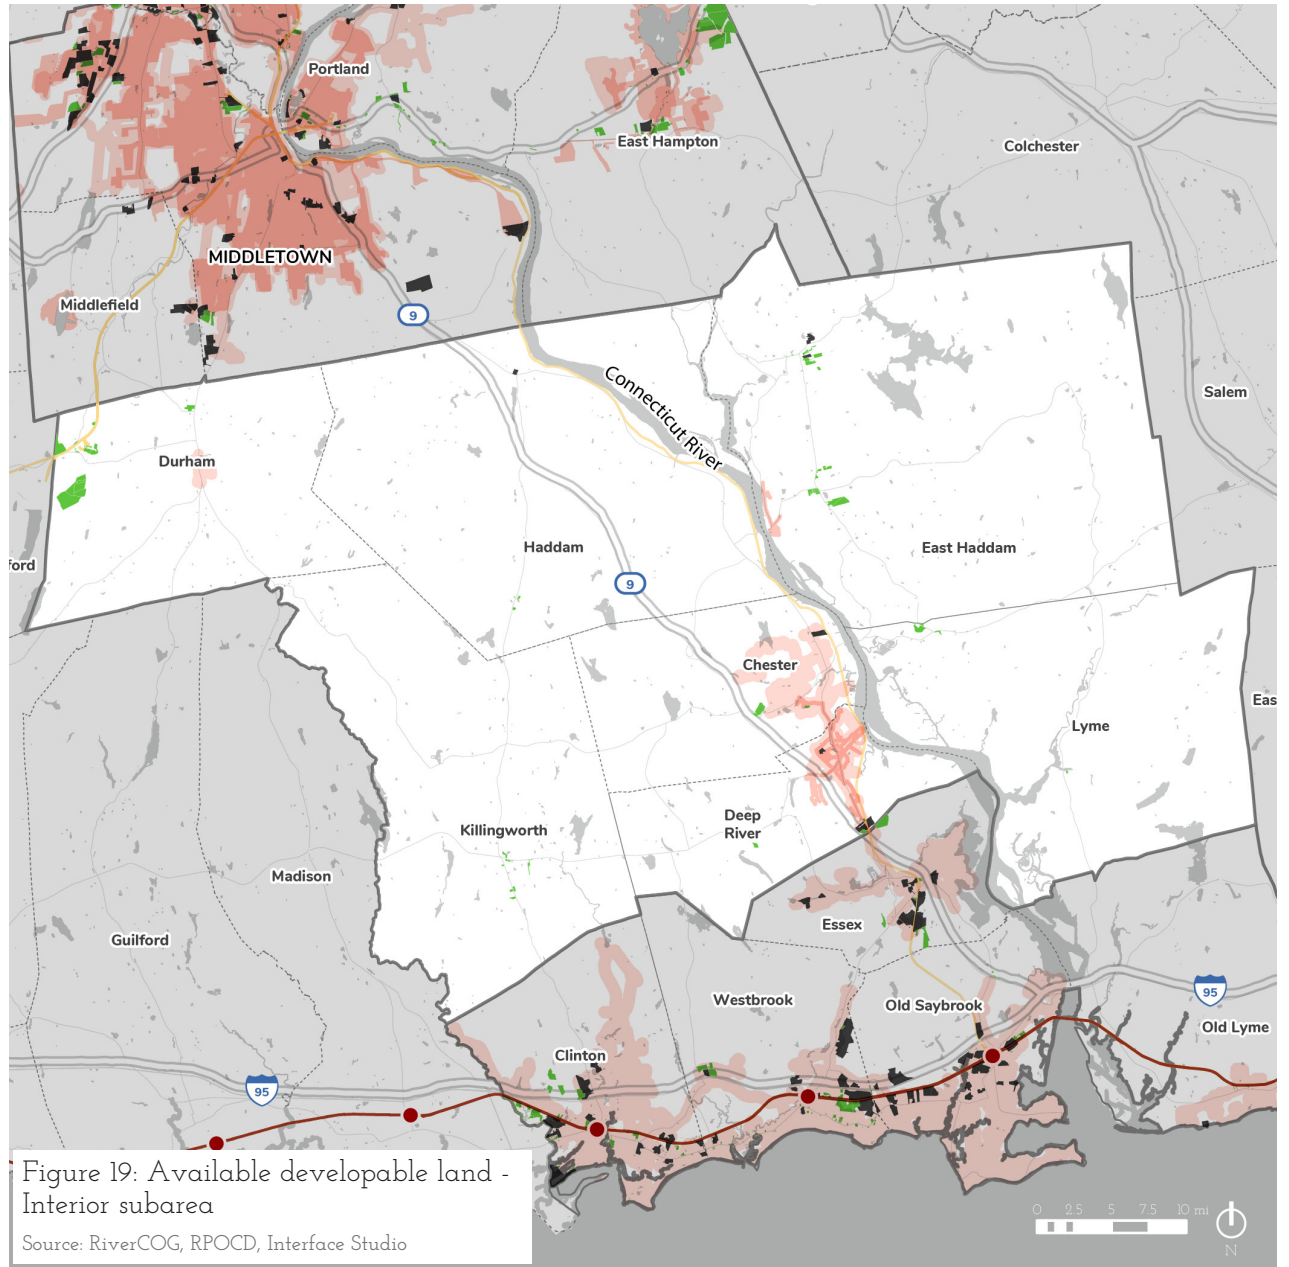 Portland
East Hampton
Colchester
MIDDLETOWN
Middlefield
9
Connecticut River
Salem
Durham
Haddam
East Haddam
ford
9
Chester
Eas
Lyme
Killingworth
Deep
River
Madison
Essex
Guilford
Westbrook
Old Saybrook
95
Old Lyme
Clinton
95
Figure 19: Available developable land -
Interior subarea
Source: RiverCOG, RPOCD, Interface Studio
0 2.5 5 7.5 10 mi
N